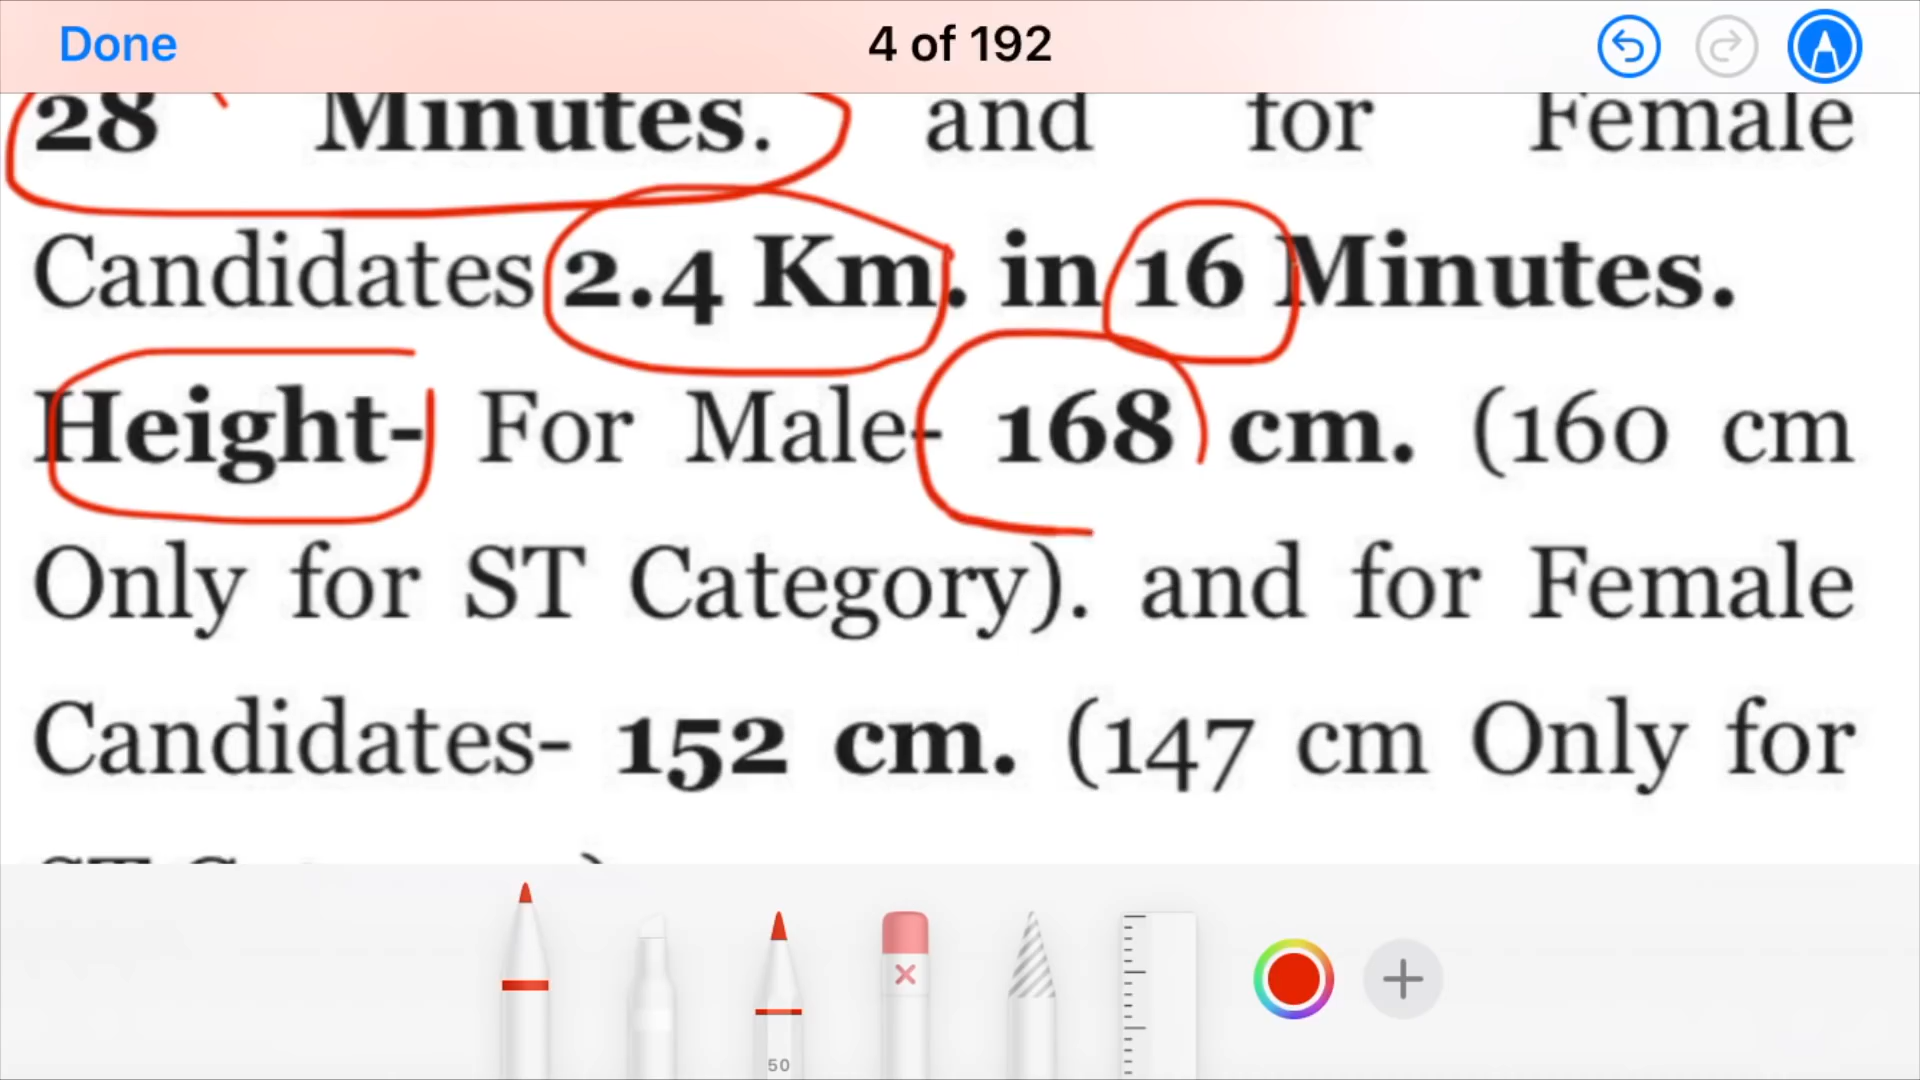 Done
4 of 192
28 Minutes. and for Female
Candidates 2.4 Km. in 16 Minutes.
Height- For Male- 168 cm. (160 cm
Only for ST Category). and for Female
Candidates- 152 cm. (147 cm Only for
50